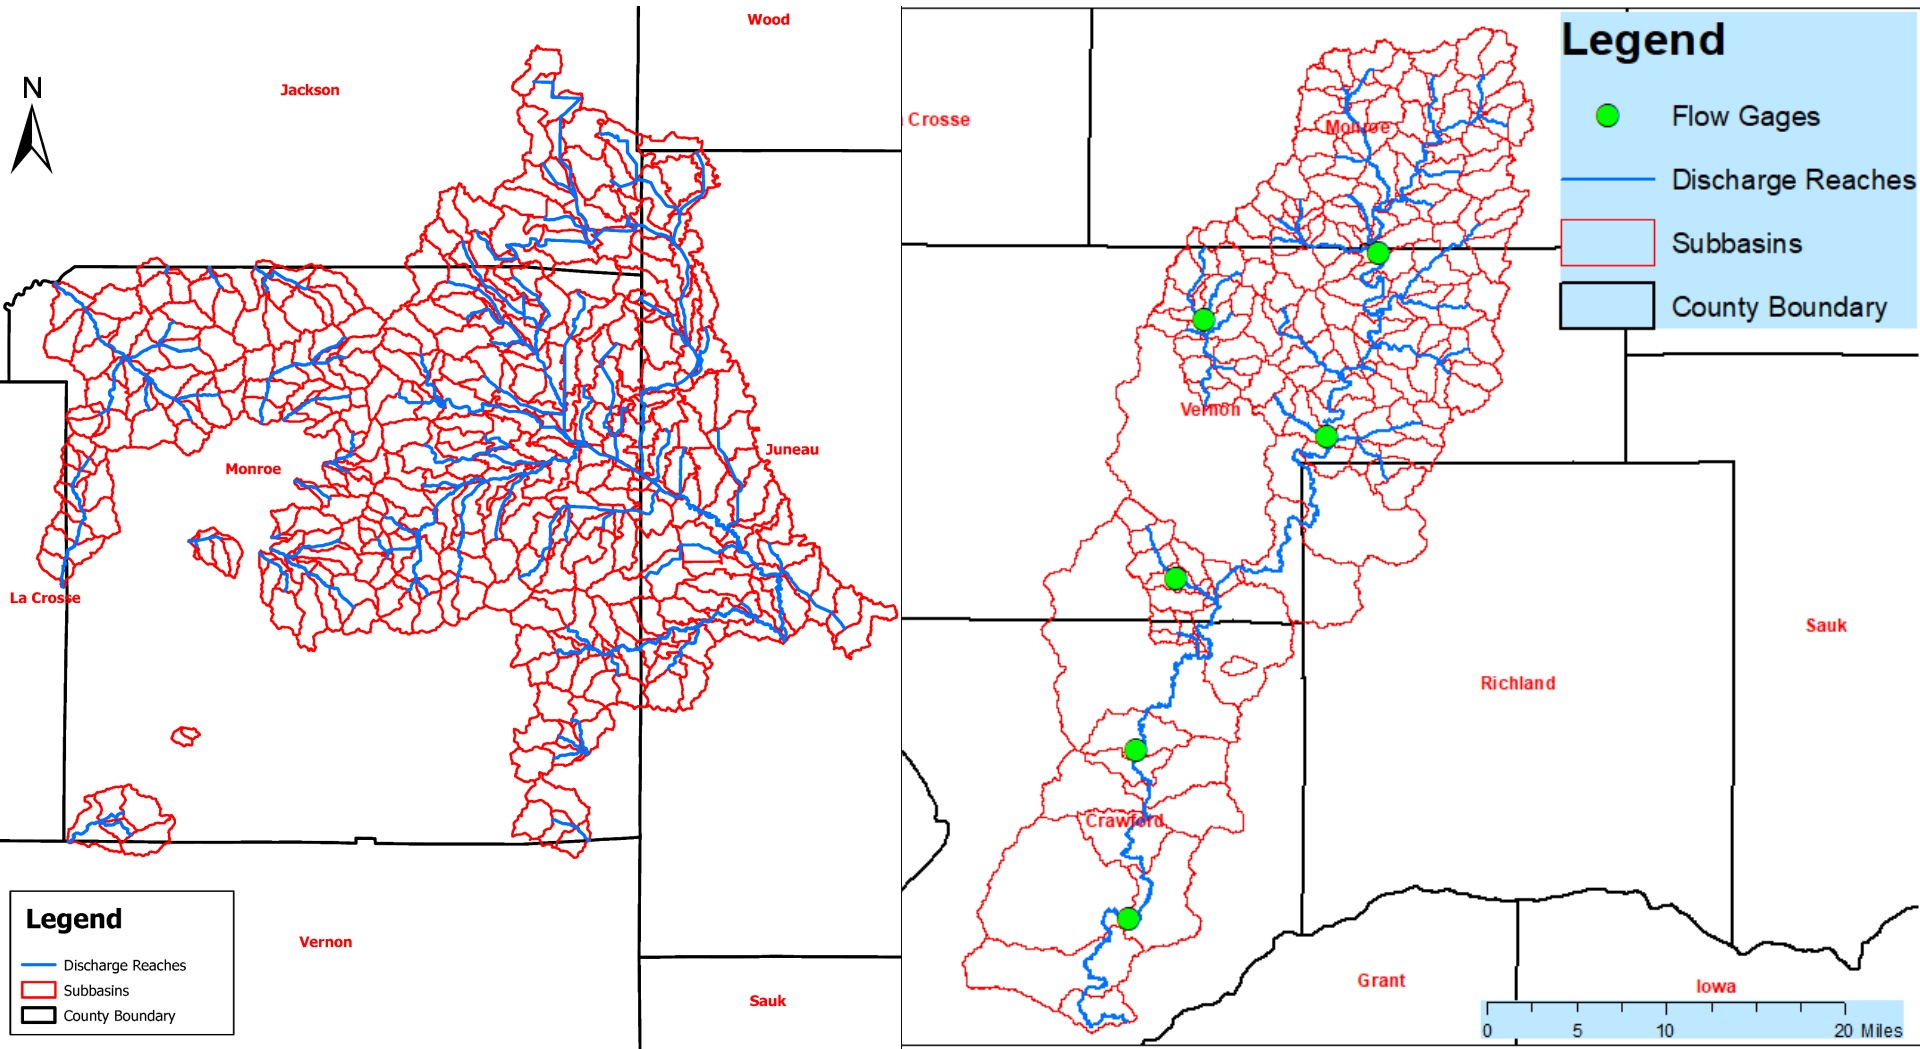 Wood
Jackson
N
Juneau
Monroe
La Crosse
Vernon
Sauk
Legend
Discharge Reaches
Subbasins
County Boundary
Crosse
Monroe
Vernon
Crawford
Richland
Sauk
Grant
Iowa
Legend
Flow Gages
Discharge Reaches
Subbasins
County Boundary
0 5 10 20 Miles